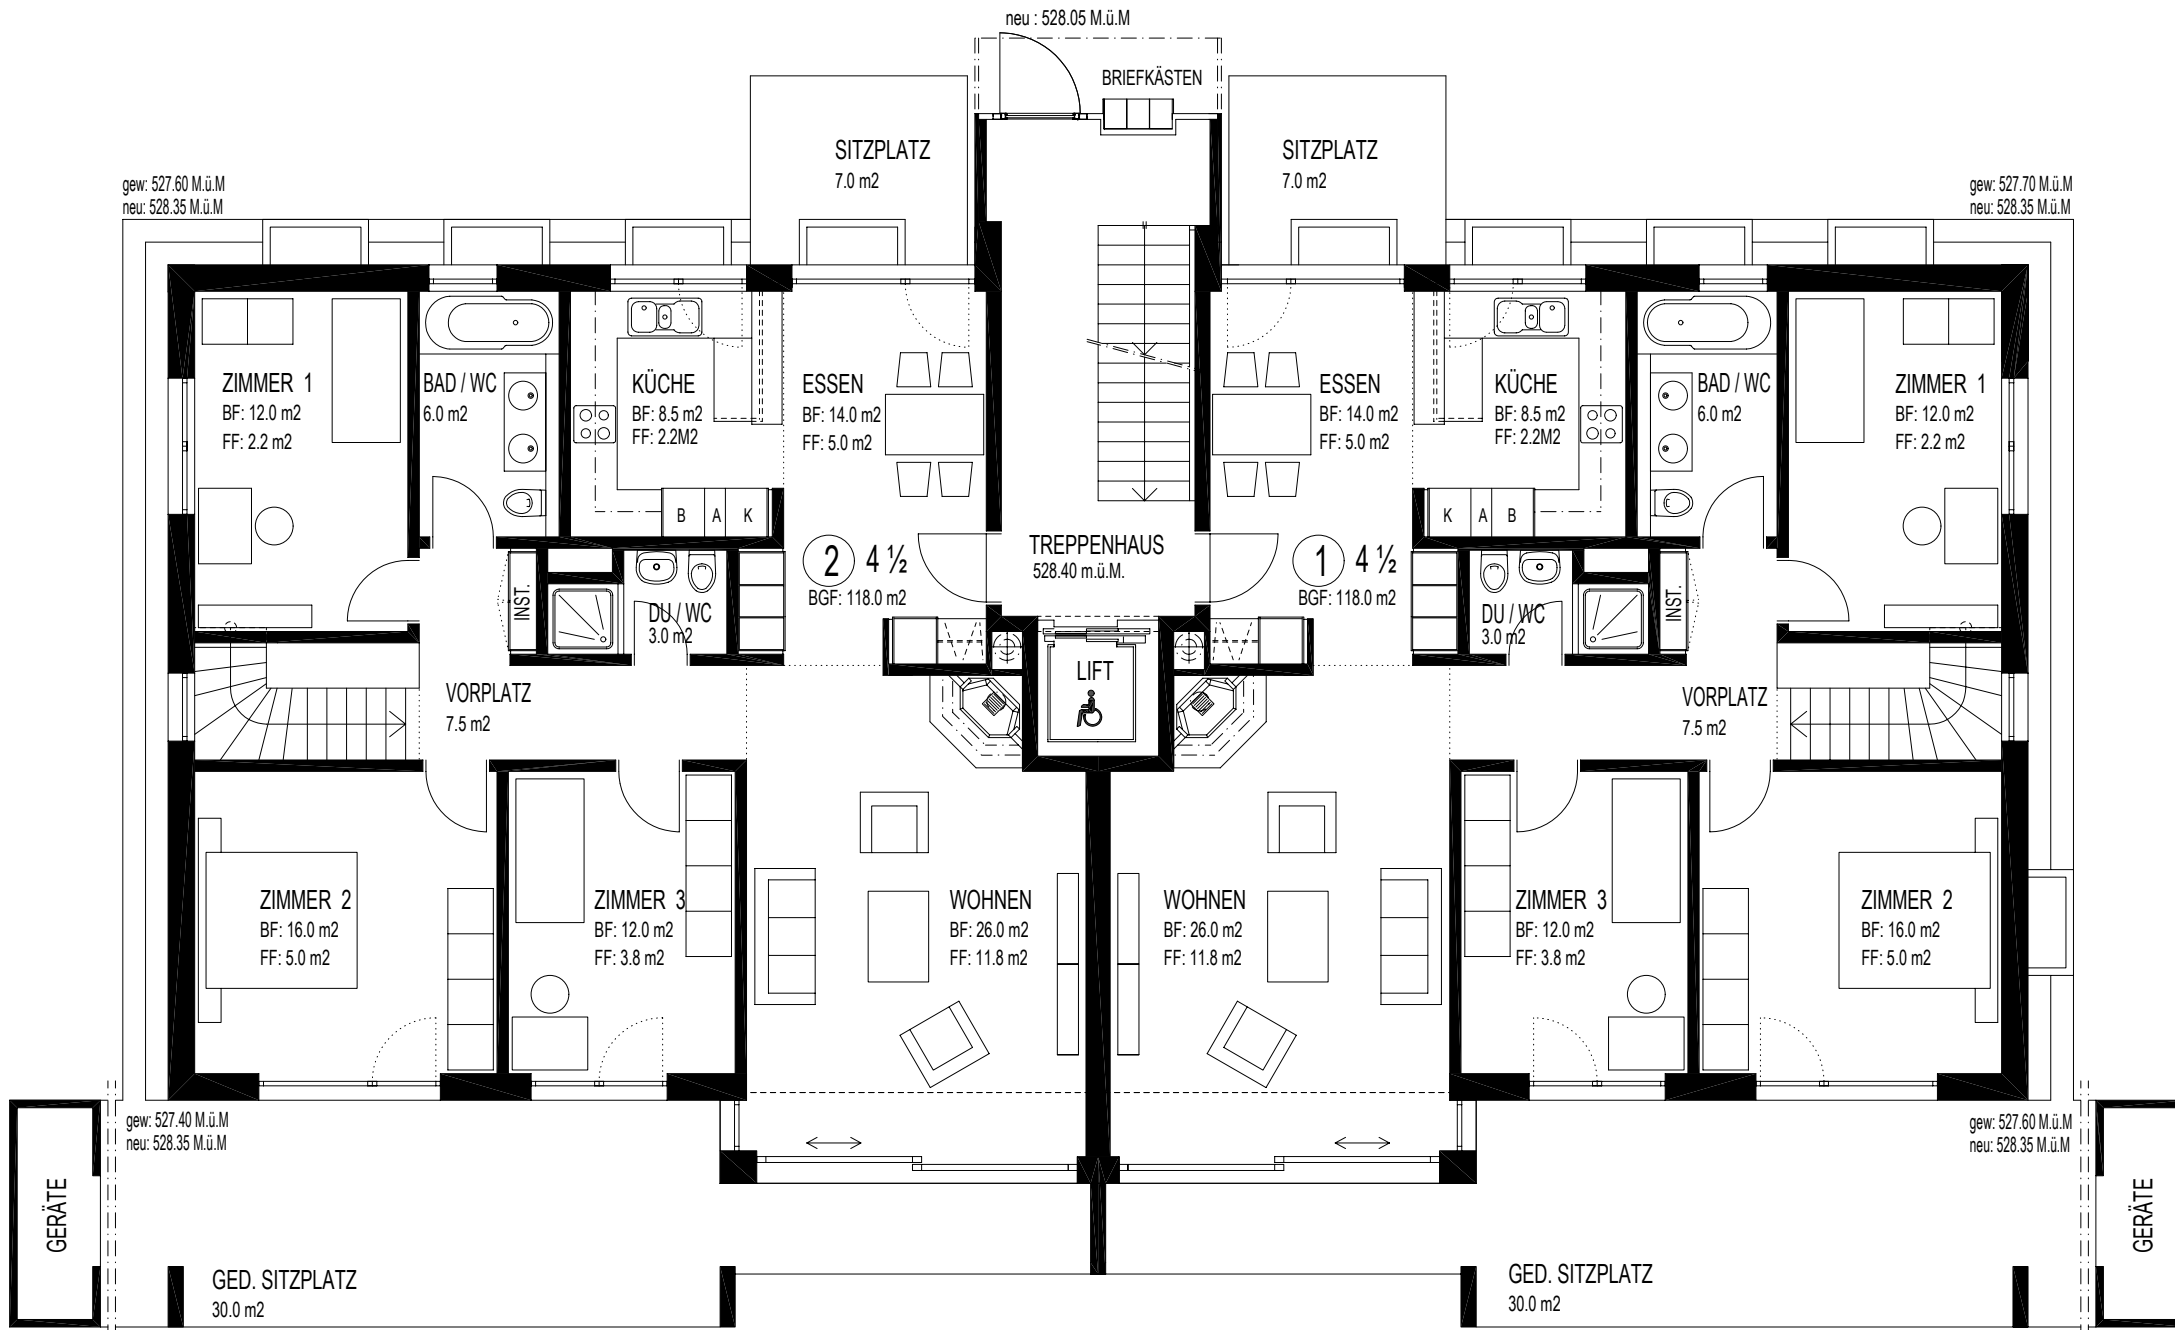 neu : 528.05 M.ü.M
BRIEFKÄSTEN
SITZPLATZ
7.0 m2
SITZPLATZ
7.0 m2
gew: 527.60 M.ü.M
neu: 528.35 M.ü.M
gew: 527.70 M.ü.M
neu: 528.35 M.ü.M
ZIMMER 1
BF: 12.0 m2
FF: 2.2 m2
BAD / WC
6.0 m2
KÜCHE
BF: 8.5 m2
FF: 2.2M2
ESSEN
BF: 14.0 m2
FF: 5.0 m2
ESSEN
BF: 14.0 m2
FF: 5.0 m2
KÜCHE
BF: 8.5 m2
FF: 2.2M2
BAD / WC
6.0 m2
ZIMMER 1
BF: 12.0 m2
FF: 2.2 m2
B A K
K A B
2 4 ½
BGF: 118.0 m2
TREPPENHAUS
528.40 m.ü.M.
1 4 ½
BGF: 118.0 m2
INST.
DU / WC
3.0 m2
DU / WC
3.0 m2
INST.
LIFT
VORPLATZ
7.5 m2
VORPLATZ
7.5 m2
ZIMMER 2
BF: 16.0 m2
FF: 5.0 m2
ZIMMER 3
BF: 12.0 m2
FF: 3.8 m2
WOHNEN
BF: 26.0 m2
FF: 11.8 m2
WOHNEN
BF: 26.0 m2
FF: 11.8 m2
ZIMMER 3
BF: 12.0 m2
FF: 3.8 m2
ZIMMER 2
BF: 16.0 m2
FF: 5.0 m2
gew: 527.40 M.ü.M
neu: 528.35 M.ü.M
gew: 527.60 M.ü.M
neu: 528.35 M.ü.M
GERÄTE
GERÄTE
GED. SITZPLATZ
30.0 m2
GED. SITZPLATZ
30.0 m2